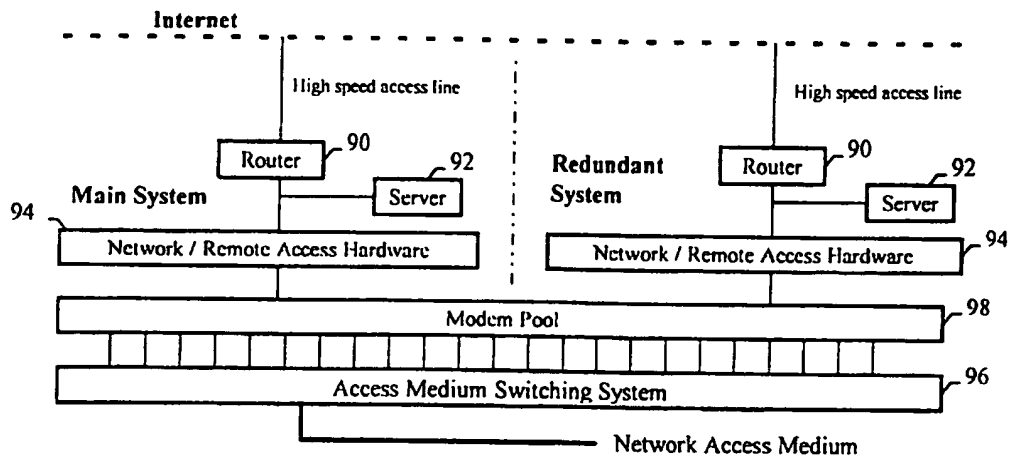 Internet
High speed access line
High speed access line
Router
90
Router
90
92
92
Main System
Server
Redundant
System
Server
94
Network / Remote Access Hardware
Network / Remote Access Hardware
94
Modem Pool
98
Access Medium Switching System
96
Network Access Medium